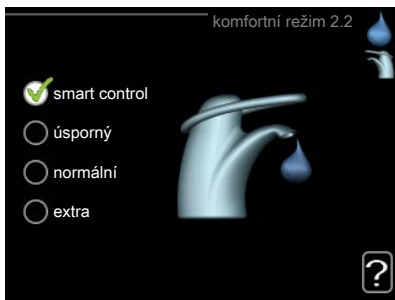 komfortní režim 2.2
smart control
úsporný
normální
extra
?